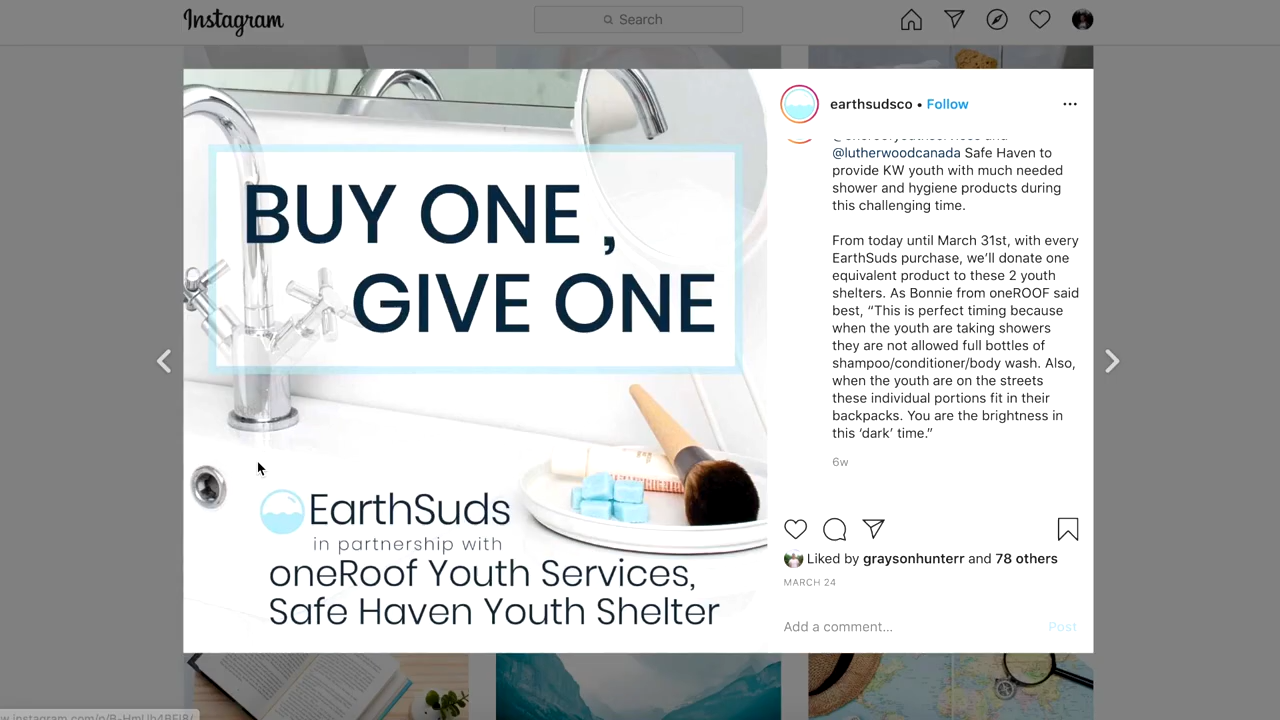 Instagram
Search
BUY ONE ,
GIVE ONE
EarthSuds
in partnership with
oneRoof Youth Services,
Safe Haven Youth Shelter
earthsudsco • Follow
@lutherwoodcanada Safe Haven to
provide KW youth with much needed
shower and hygiene products during
this challenging time.
From today until March 31st, with every
EarthSuds purchase, we’ll donate one
equivalent product to these 2 youth
shelters. As Bonnie from oneROOF said
best, “This is perfect timing because
when the youth are taking showers
they are not allowed full bottles of
shampoo/conditioner/body wash. Also,
when the youth are on the streets
these individual portions fit in their
backpacks. You are the brightness in
this ‘dark’ time.”
6w
Liked by graysonhunterr and 78 others
MARCH 24
Add a comment...
Post